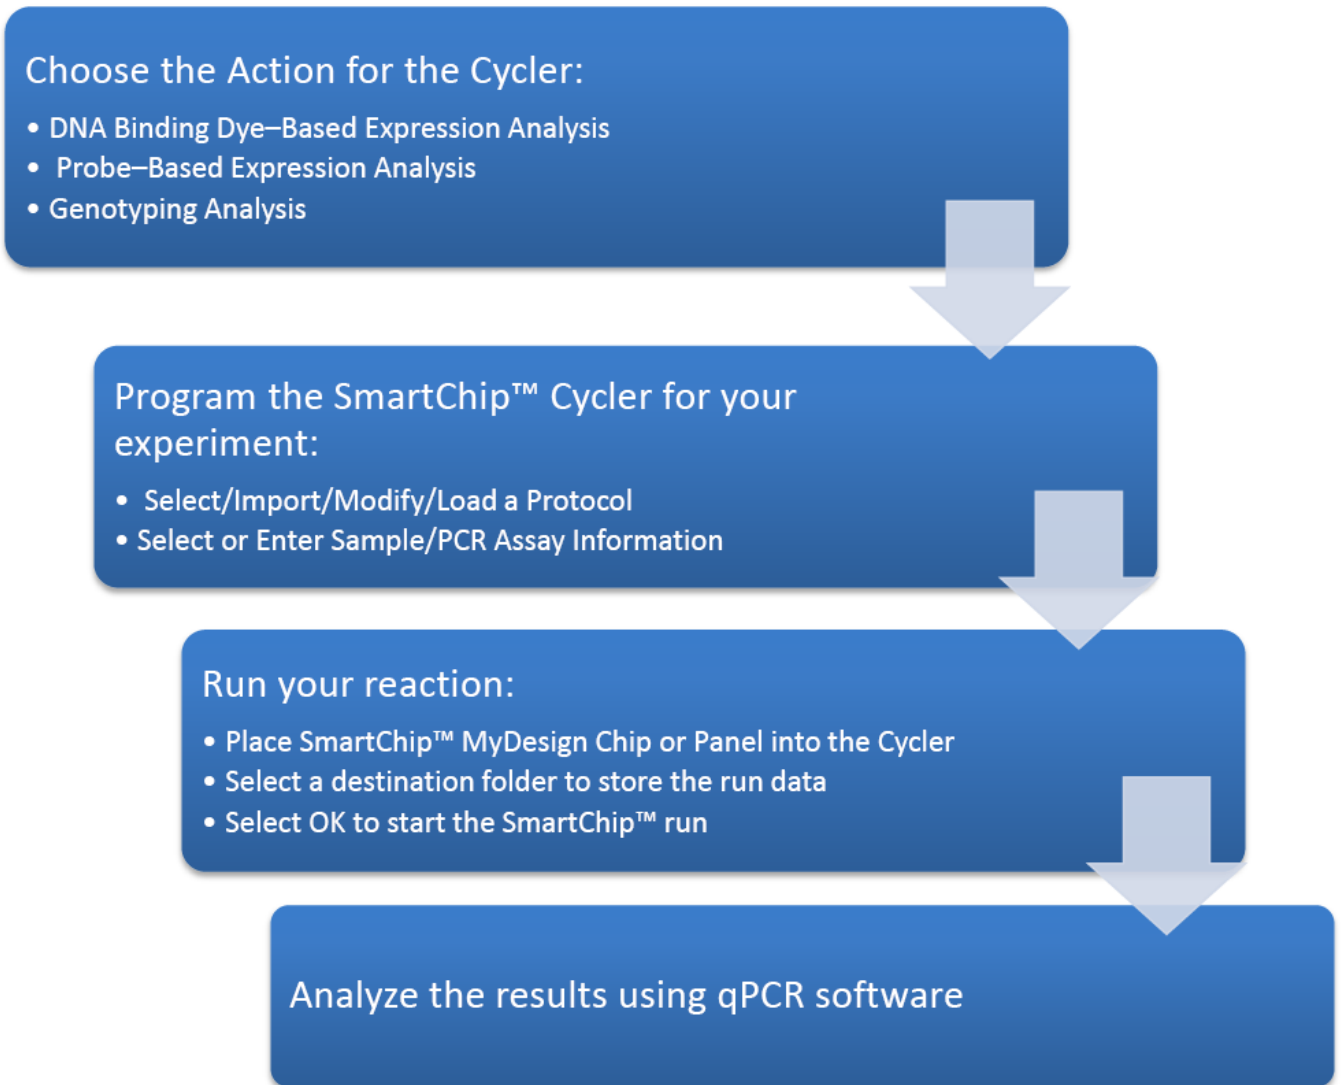 Choose the Action for the Cycler:
• DNA Binding Dye–Based Expression Analysis
• Probe–Based Expression Analysis
• Genotyping Analysis
Program the SmartChip™ Cycler for your
experiment:
• Select/Import/Modify/Load a Protocol
• Select or Enter Sample/PCR Assay Information
Run your reaction:
• Place SmartChip™ MyDesign Chip or Panel into the Cycler
• Select a destination folder to store the run data
• Select OK to start the SmartChip™ run
Analyze the results using qPCR software